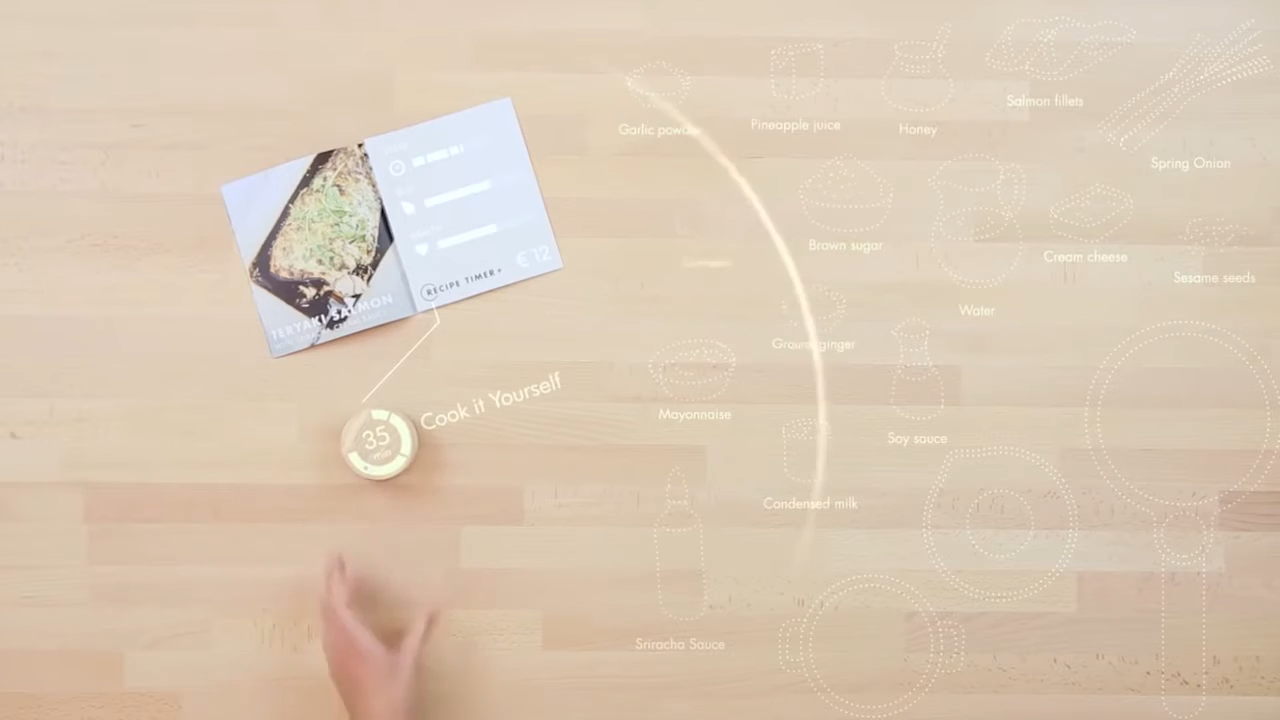 TERYAKI SALMON
HEALTH
€12
RECIPE TIMER
35
min
Cook it Yourself
Garlic powder
Pineapple juice
Honey
Salmon fillets
Spring Onion
Brown sugar
Water
Cream cheese
Sesame seeds
Ground ginger
Mayonnaise
Soy sauce
Condensed milk
Sriracha Sauce